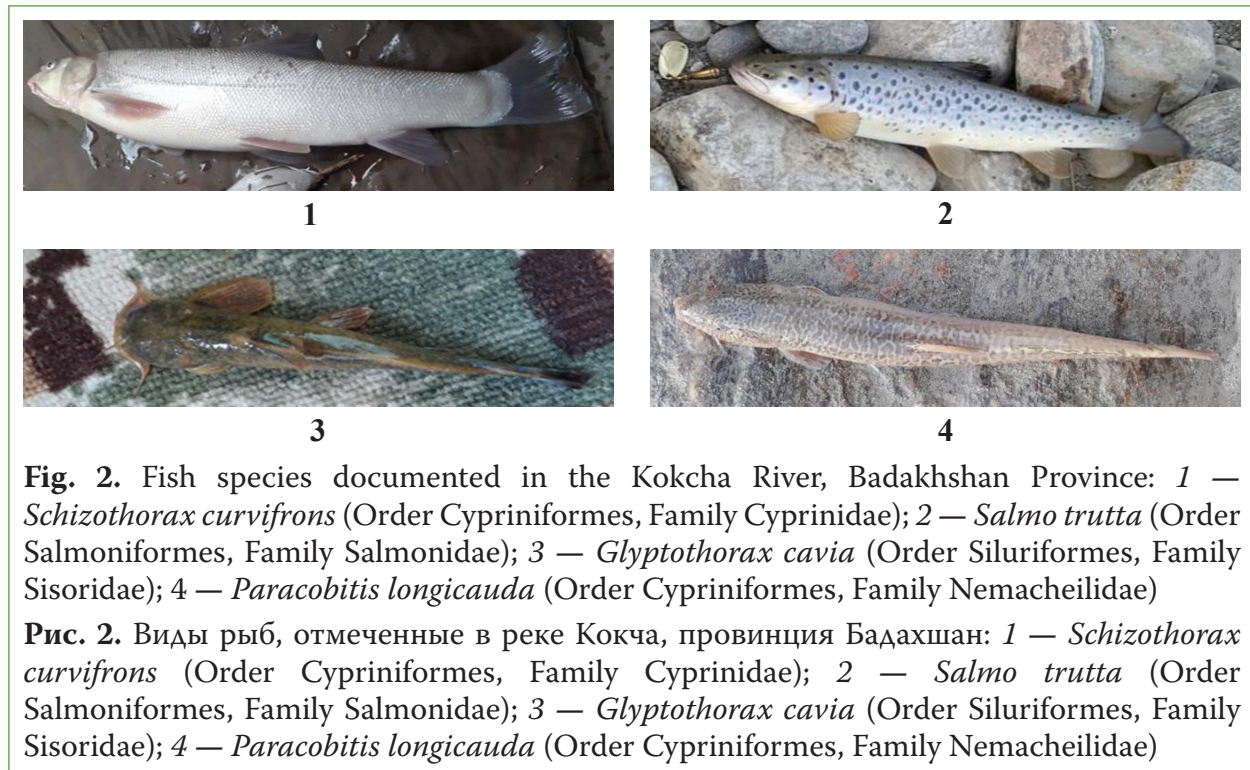 1
2
3
4
Fig. 2. Fish species documented in the Kokcha River, Badakhshan Province: 1 —
Schizothorax curvifrons (Order Cypriniformes, Family Cyprinidae); 2 — Salmo trutta (Order
Salmoniformes, Family Salmonidae); 3 — Glyptothorax cavia (Order Siluriformes, Family
Sisoridae); 4 — Paracobitis longicauda (Order Cypriniformes, Family Nemacheilidae)
Рис. 2. Виды рыб, отмеченные в реке Кокча, провинция Бадахшан: 1 — Schizothorax
curvifrons (Order Cypriniformes, Family Cyprinidae); 2 — Salmo trutta (Order
Salmoniformes, Family Salmonidae); 3 — Glyptothorax cavia (Order Siluriformes, Family
Sisoridae); 4 — Paracobitis longicauda (Order Cypriniformes, Family Nemacheilidae)